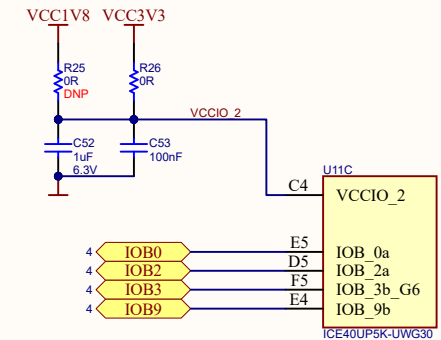 VCC1V8 VCC3V3
R25 R26
0R 0R
DNP
VCCIO_2
C52 C53
1uF 100nF
6.3V
U11C
C4 VCCIO_2
4 IOB0 E5 IOB_0a
4 IOB2 D5 IOB_2a
4 IOB3 F5 IOB_3b_G6
4 IOB9 E4 IOB_9b
ICE40UP5K-UWG30